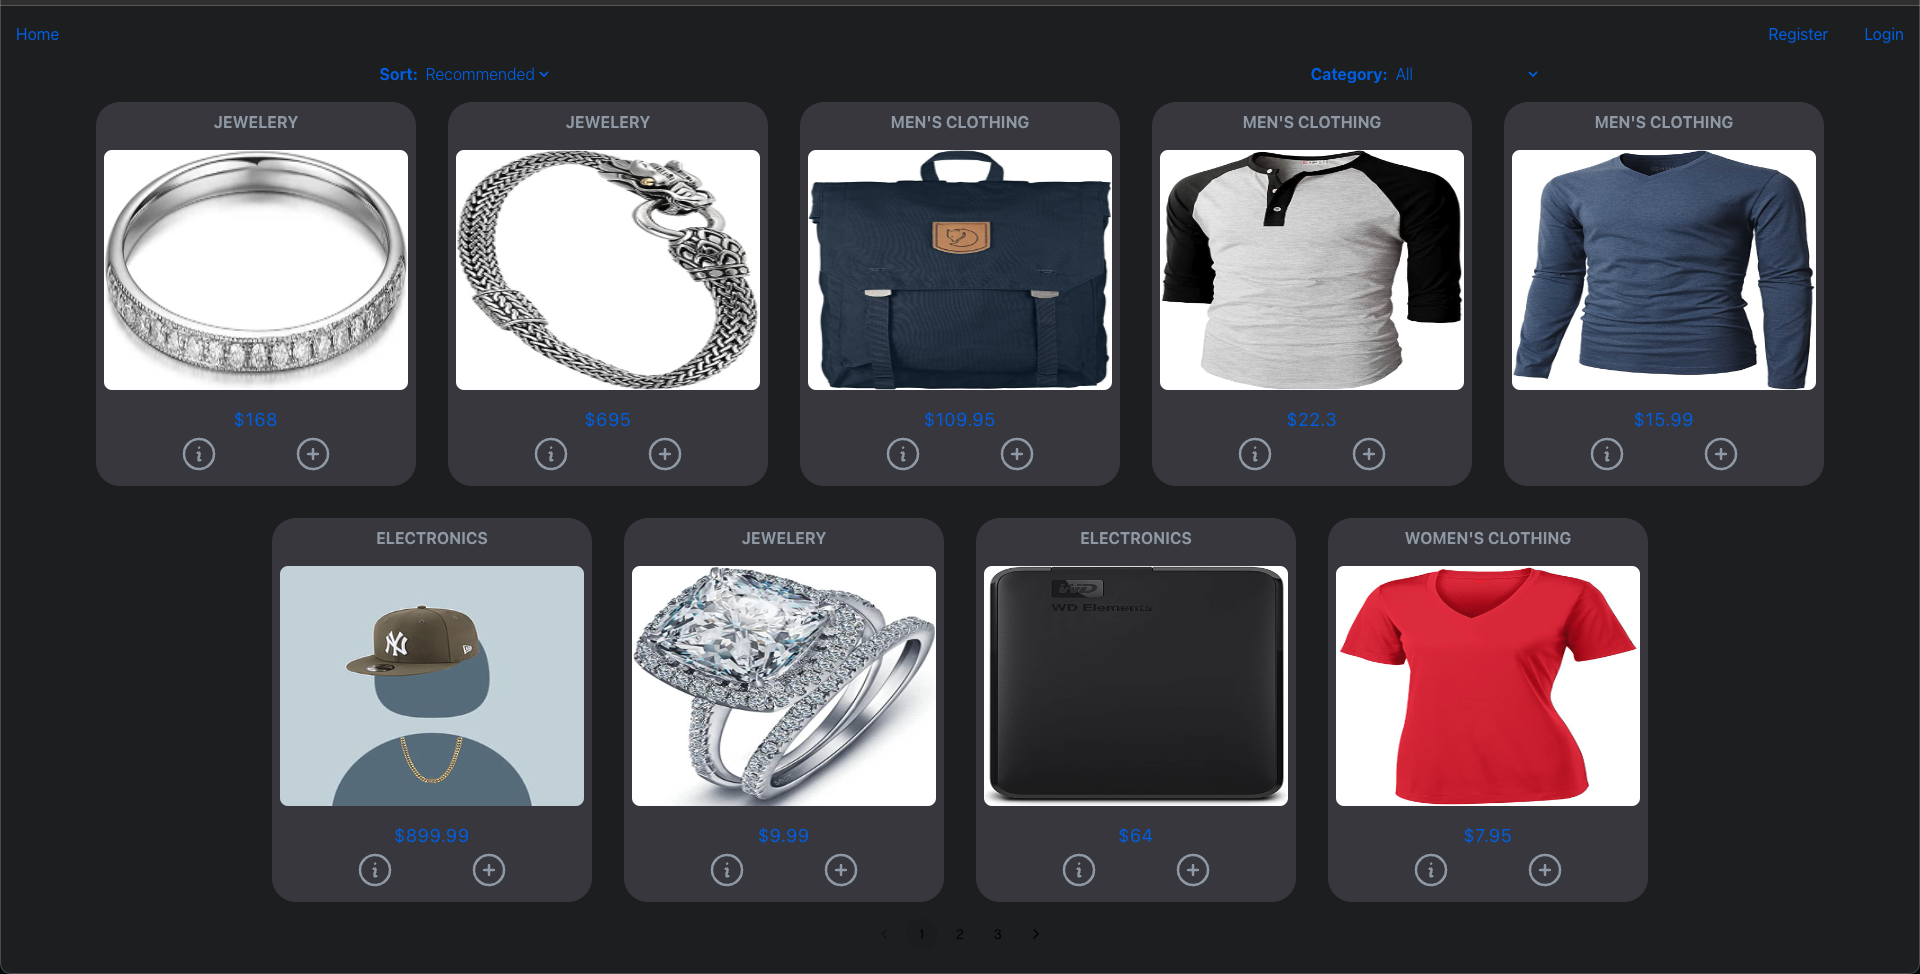 Home
Register
Login
Sort: Recommended
Category: All
JEWELERY
JEWELERY
MEN'S CLOTHING
MEN'S CLOTHING
MEN'S CLOTHING
$168
$695
$109.95
$22.3
$15.99
ELECTRONICS
JEWELERY
ELECTRONICS
WOMEN'S CLOTHING
NY
WD
WD Elements
$899.99
$9.99
$64
$7.95
1 2 3